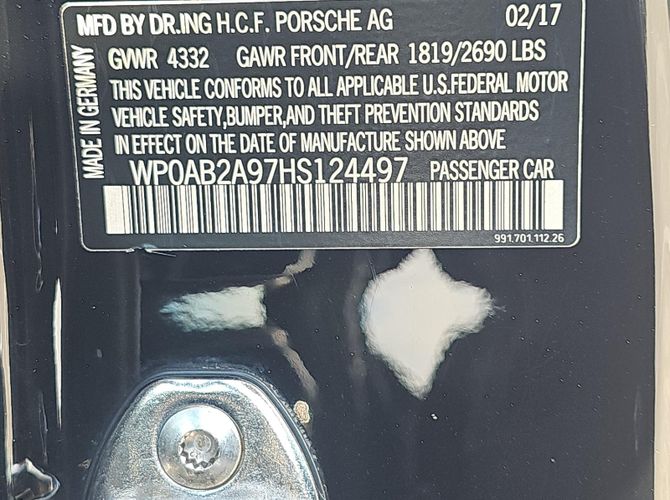 MFD BY DR.ING H.C.F. PORSCHE AG 02/17
GVWR 4332 GAWR FRONT/REAR 1819/2690 LBS
THIS VEHICLE CONFORMS TO ALL APPLICABLE U.S.FEDERAL MOTOR
VEHICLE SAFETY,BUMPER,AND THEFT PREVENTION STANDARDS
IN EFFECT ON THE DATE OF MANUFACTURE SHOWN ABOVE
WP0AB2A97HS124497 PASSENGER CAR
991.701.112.26
MADE IN GERMANY